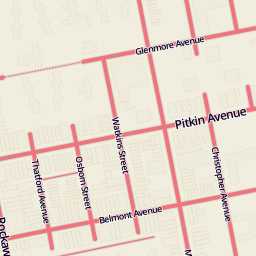 Glenmore Avenue
Pitkin Avenue
Watkins Street
Thatford Avenue
Osborn Street
Christopher Avenue
Belmont Avenue